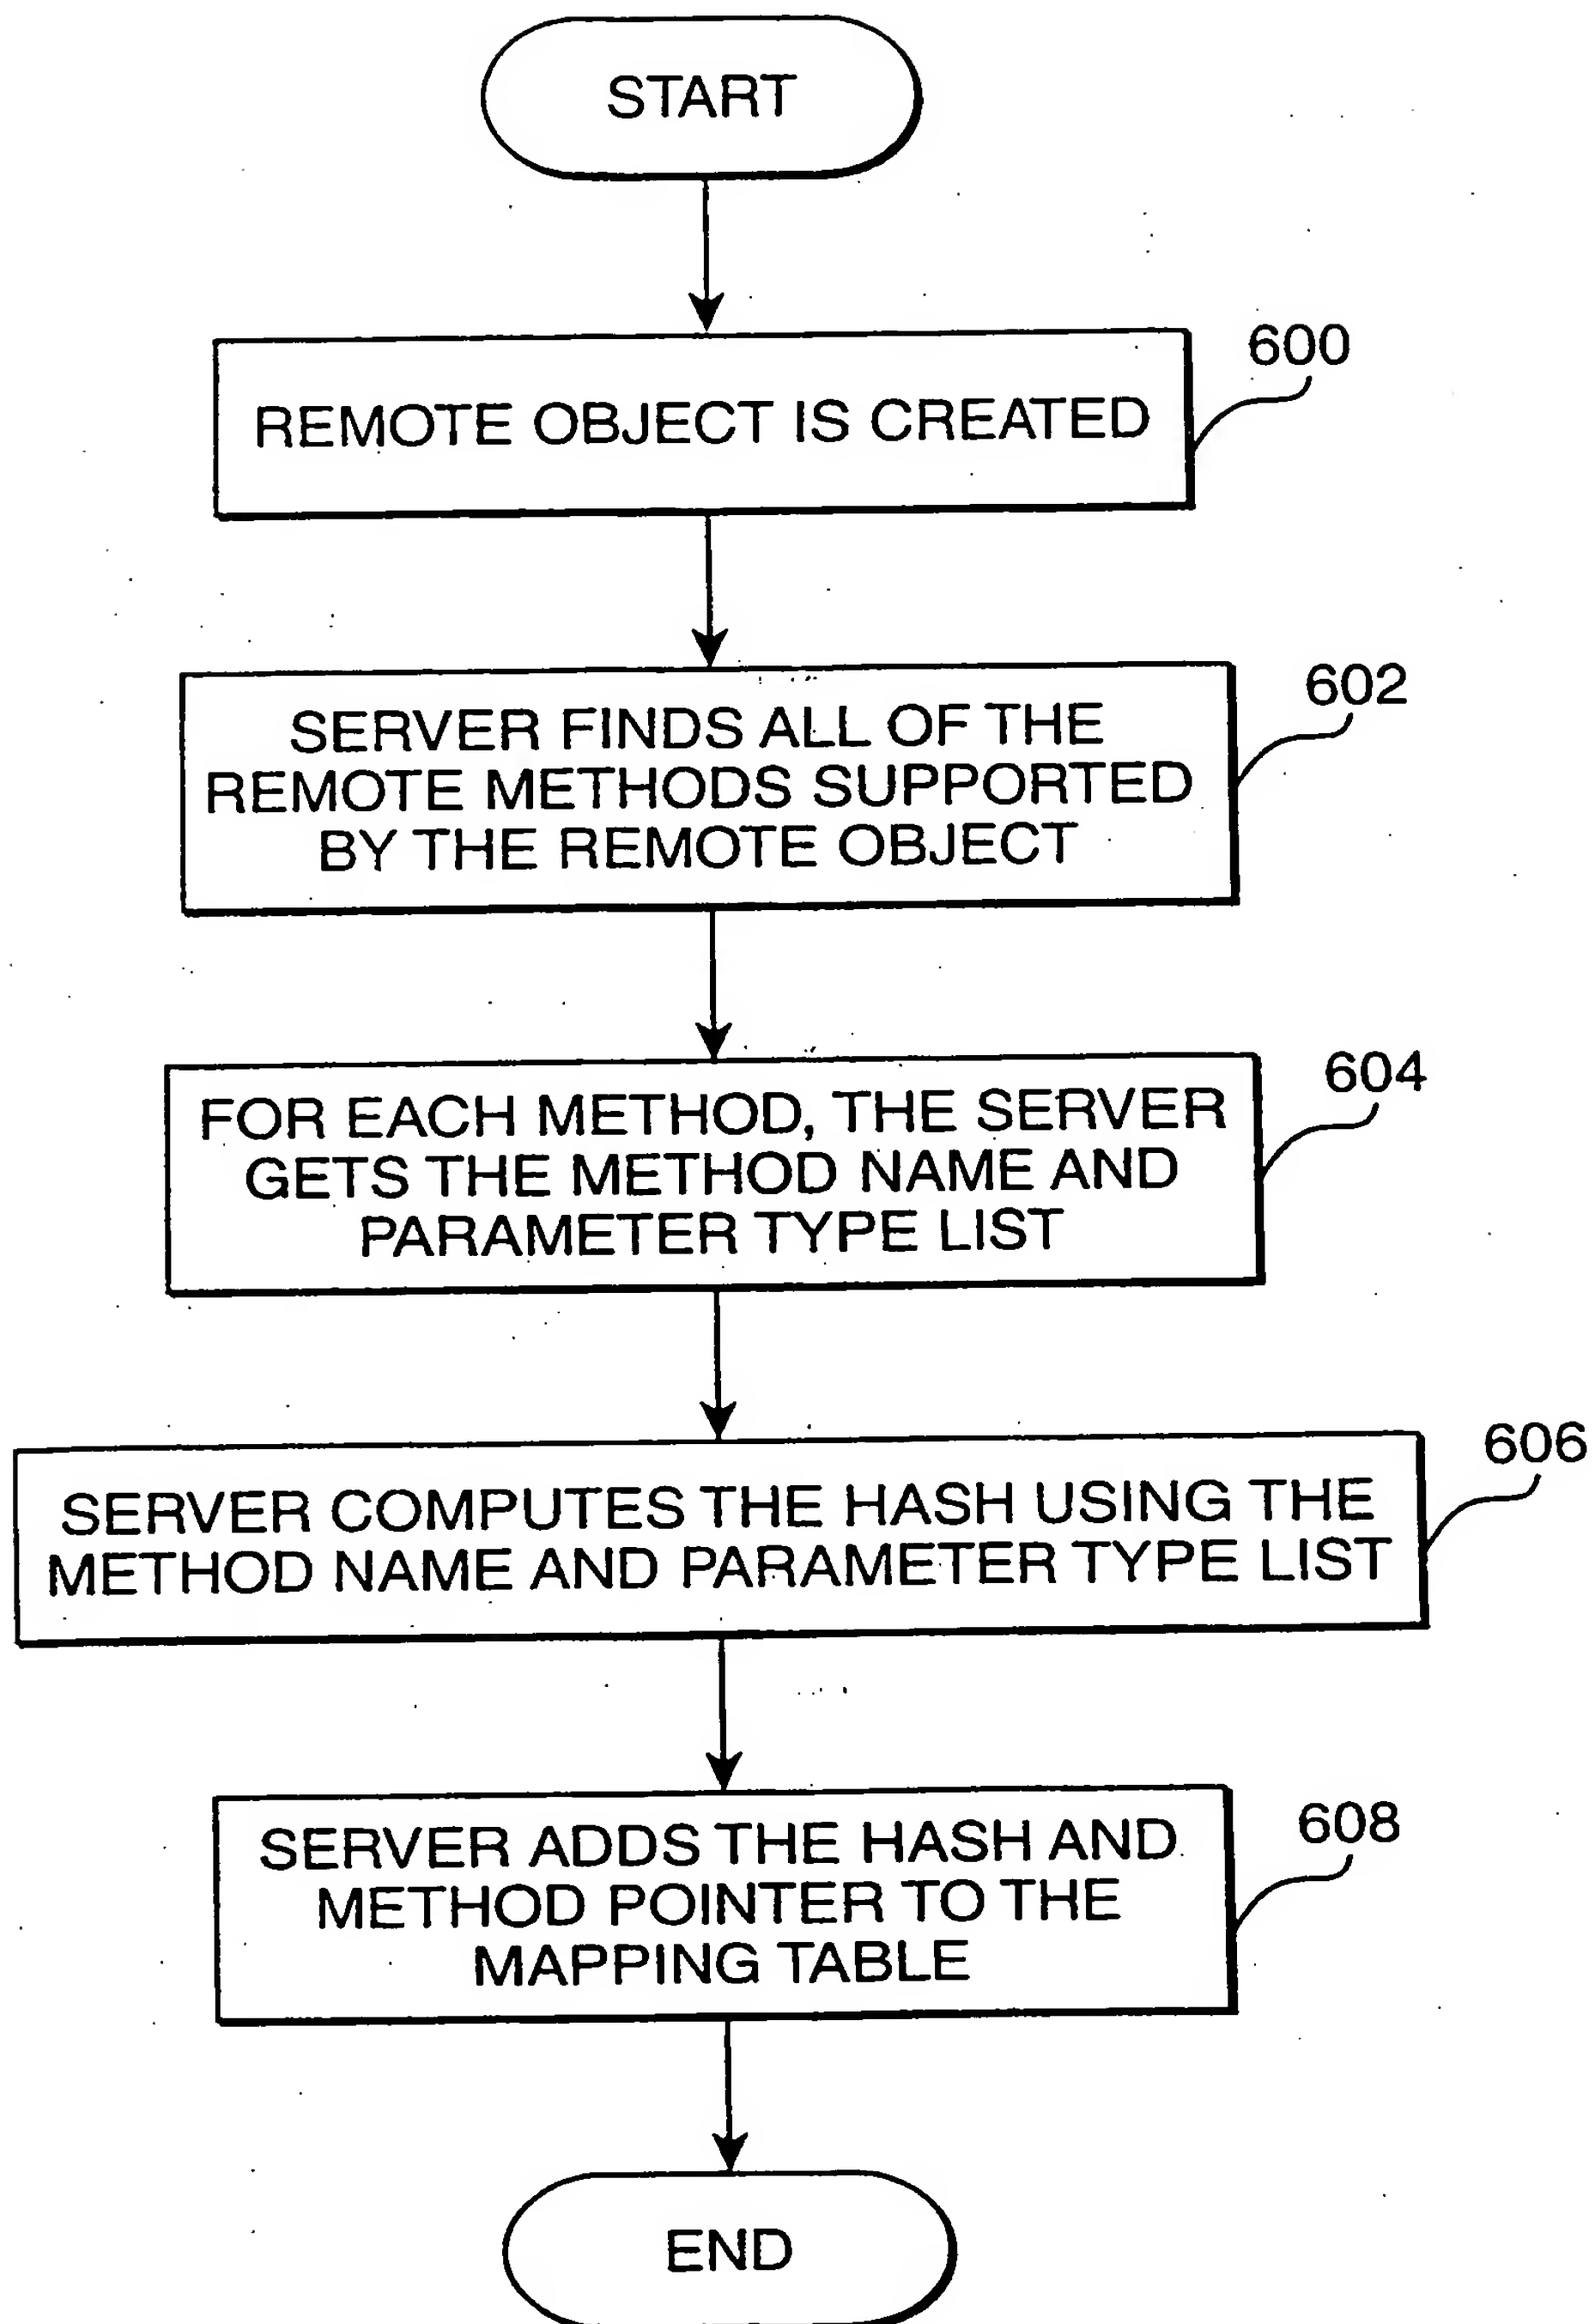 START
REMOTE OBJECT IS CREATED
600
SERVER FINDS ALL OF THE
REMOTE METHODS SUPPORTED
BY THE REMOTE OBJECT
602
FOR EACH METHOD, THE SERVER
GETS THE METHOD NAME AND
PARAMETER TYPE LIST
604
SERVER COMPUTES THE HASH USING THE
METHOD NAME AND PARAMETER TYPE LIST
606
SERVER ADDS THE HASH AND
METHOD POINTER TO THE
MAPPING TABLE
608
END